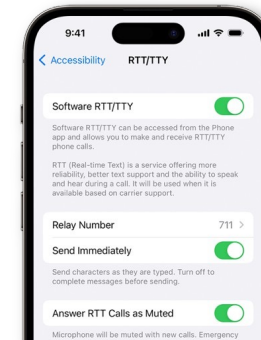 9:41
Accessibility RTT/TTY
Software RTT/TTY
Software RTT/TTY can be accessed from the Phone
app and allows you to make and receive RTT/TTY
phone calls.
RTT (Real-time Text) is a service offering more
reliability, better text support and the ability to speak
and hear during a call. It will be used when it is
available based on carrier support.
Relay Number 711
Send Immediately
Send characters as they are typed. Turn off to
complete messages before sending.
Answer RTT Calls as Muted
Microphone will be muted with new calls. Emergency